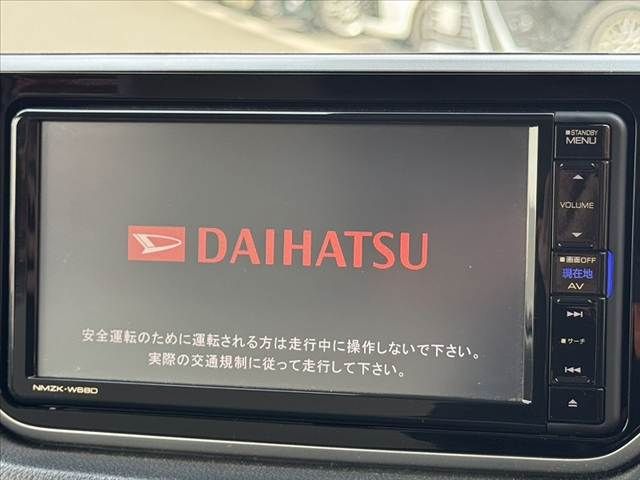 ■STANDBY
MENU
VOLUME
DAIHATSU
■画面OFF
現在地
AV
安全運転のために運転される方は走行中に操作しないで下さい。
■サーチ
実際の交通規制に従って走行して下さい。
NMZK-W68D